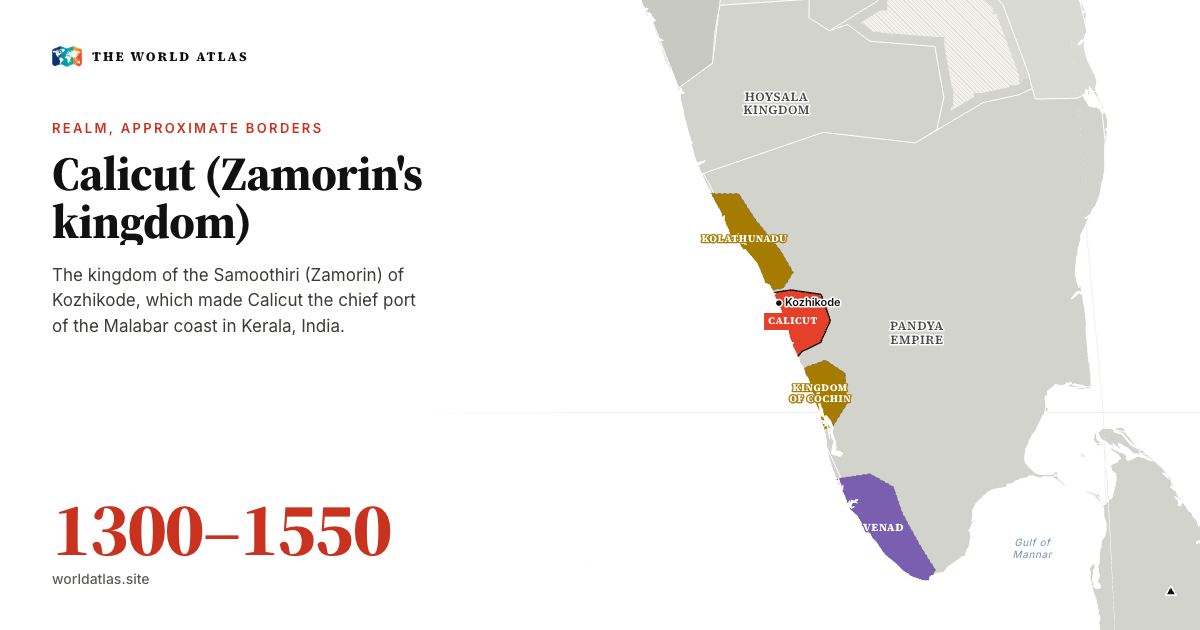 THE WORLD ATLAS
REALM, APPROXIMATE BORDERS
Calicut (Zamorin's
kingdom)
The kingdom of the Samoothiri (Zamorin) of
Kozhikode, which made Calicut the chief port
of the Malabar coast in Kerala, India.
1300–1550
worldatlas.site
HOYSALA
KINGDOM
KOLATHUNADU
Kozhikode
CALICUT
PANDYA
EMPIRE
KINGDOM
OF COCHIN
VENAD
Gulf of
Mannar